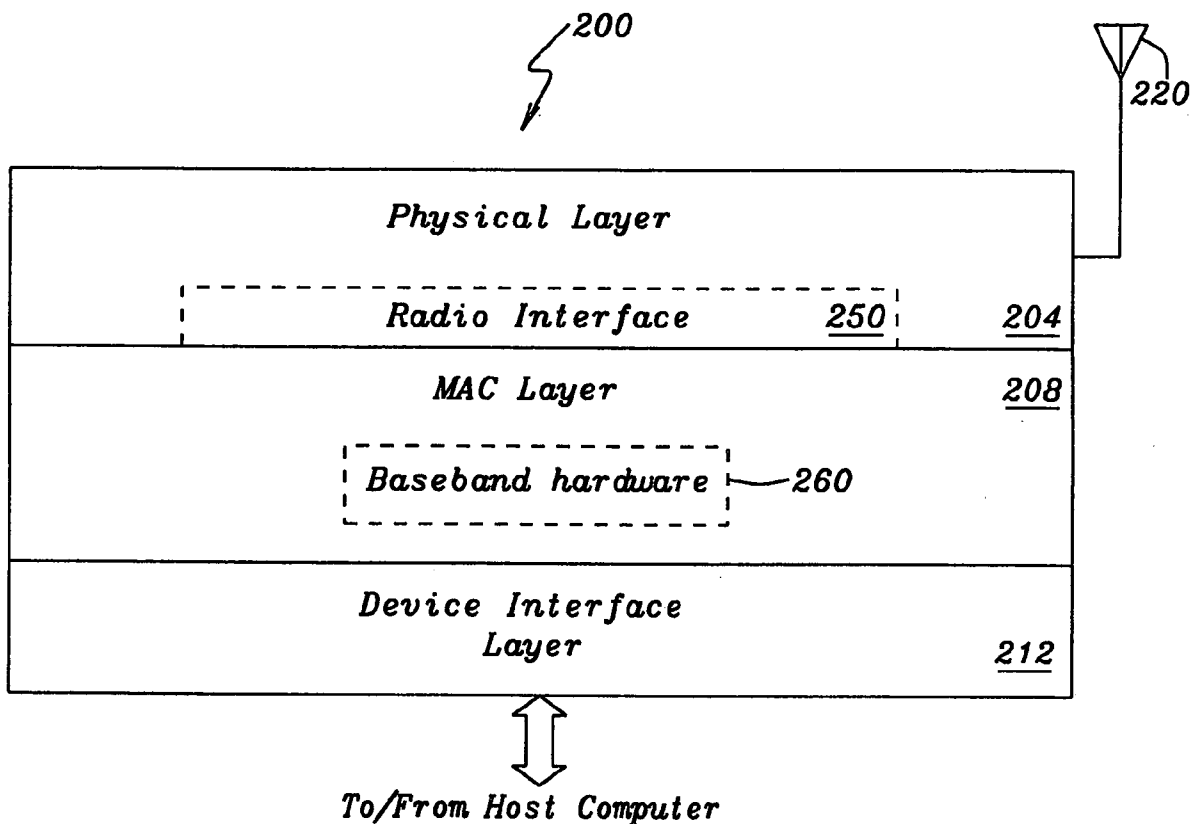 200
220
Physical Layer
Radio Interface 250 204
MAC Layer 208
Baseband hardware 260
Device Interface
Layer 212
To/From Host Computer